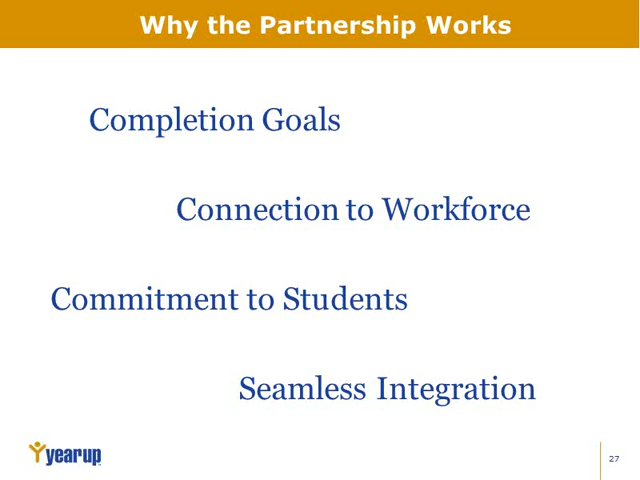 Why the Partnership Works
Completion Goals
Connection to Workforce
Commitment to Students
Seamless Integration
yearup
27